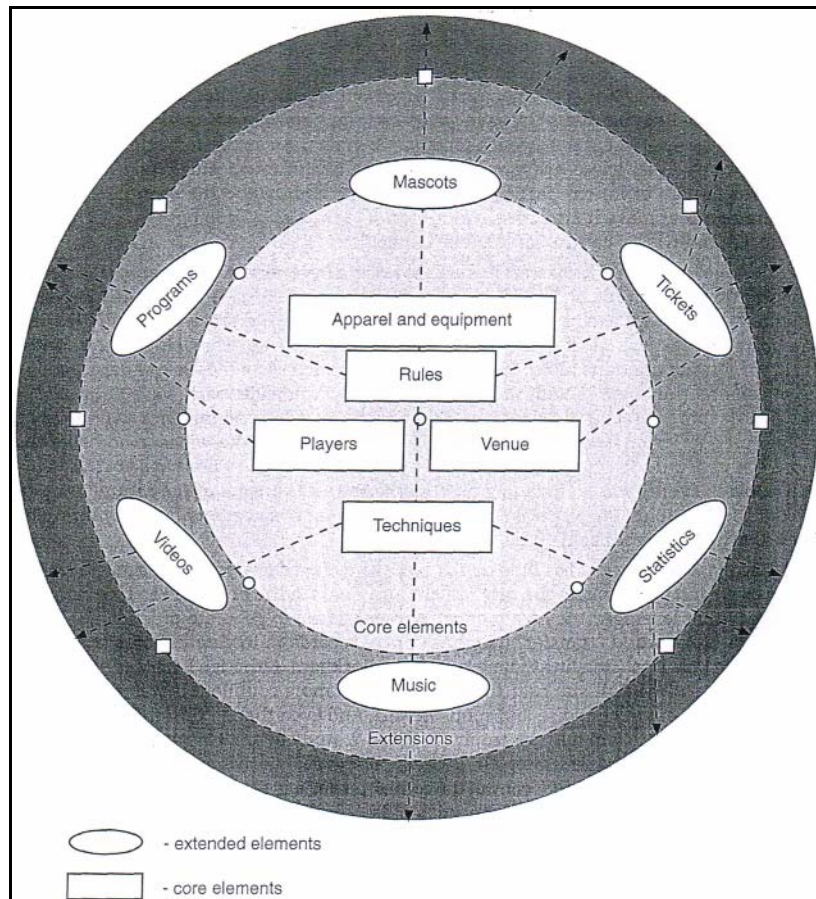 Mascots
Programs
Tickets
Apparel and equipment
Rules
Players
Venue
Techniques
Videos
Statistics
Core elements
Music
Extensions
- extended elements
- core elements